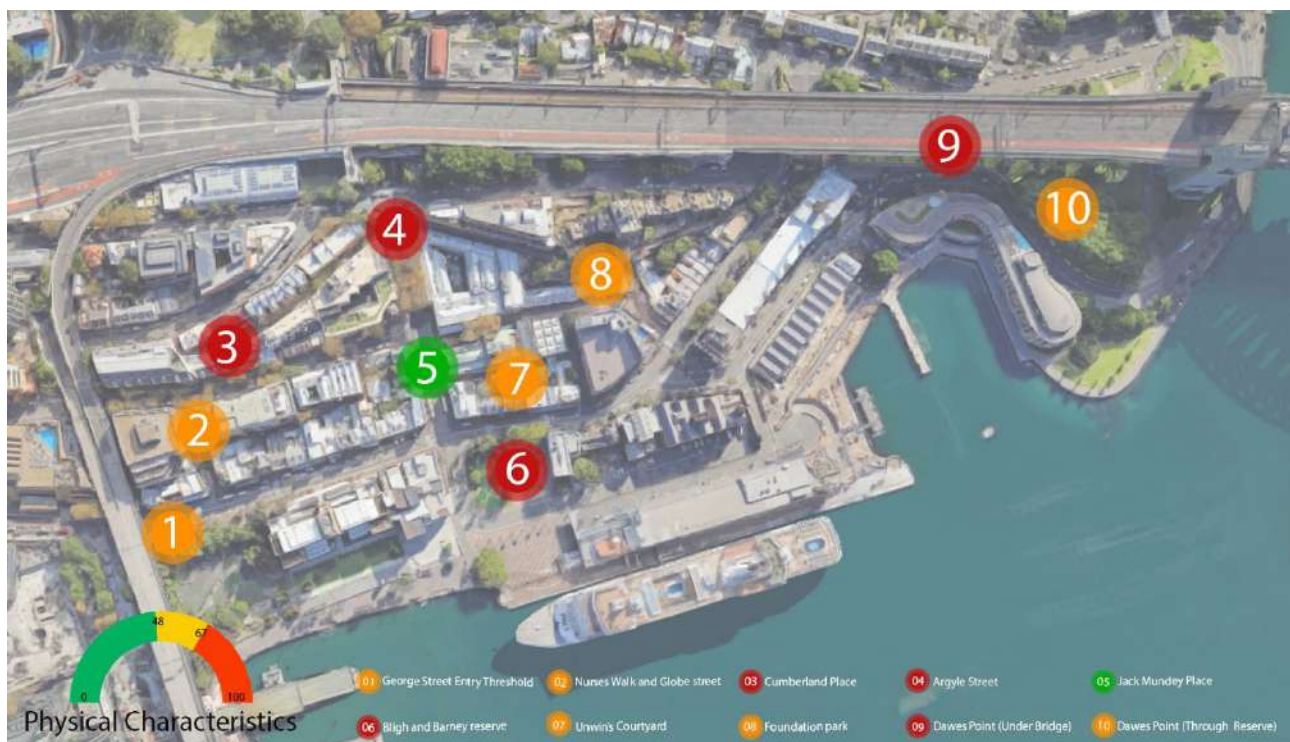 9
10
4
8
3
5
7
2
6
1
48
67
0
100
Physical Characteristics
01 George Street Entry Threshold
02 Nurses Walk and Globe street
03 Cumberland Place
04 Argyle Street
05 Jack Mundey Place
06 Bligh and Barney reserve
07 Unwin's Courtyard
08 Foundation park
09 Dawes Point (Under Bridge)
10 Dawes Point (Through Reserve)